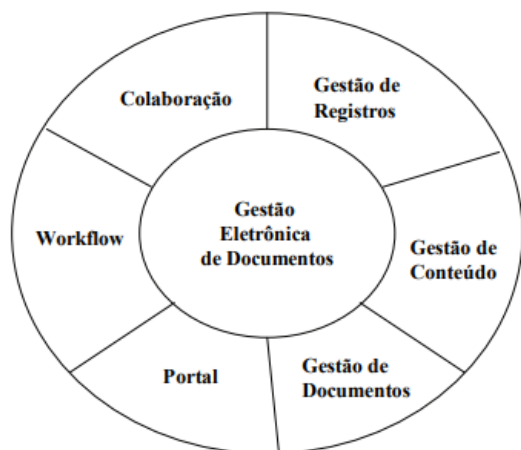 Colaboração
Gestão de
Registros
Workflow
Gestão
Eletrônica
de Documentos
Gestão de
Conteúdo
Portal
Gestão de
Documentos